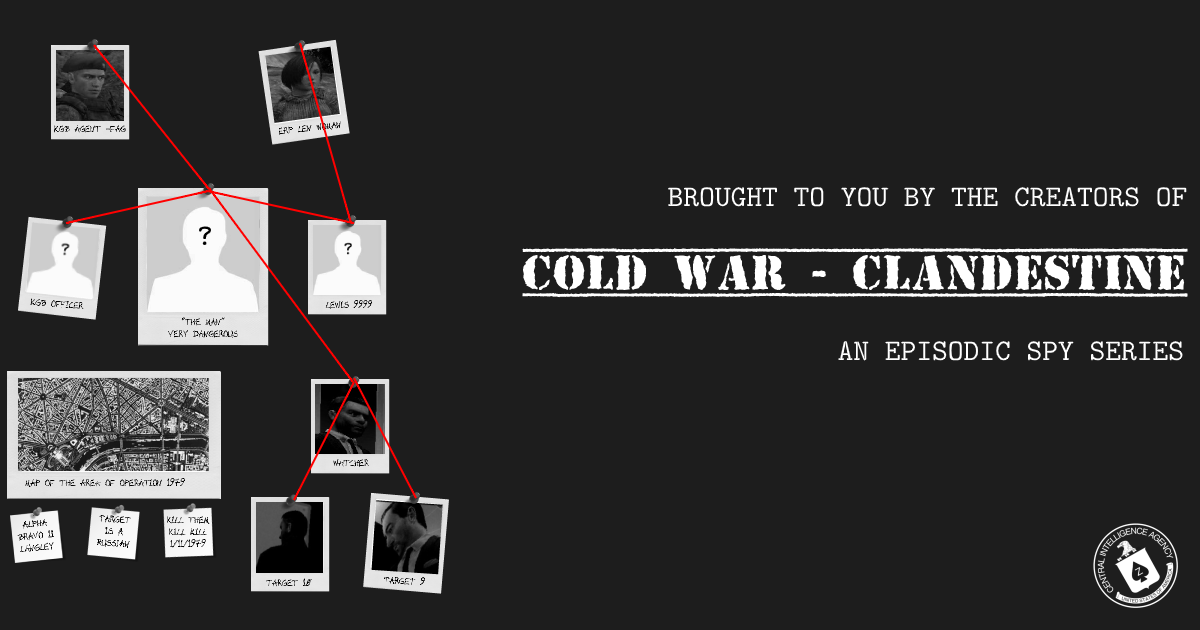 KGB AGENT -FAG
ERP LEN WOMAN
KGB OFFICER
"THE MAN"
VERY DANGEROUS
LEWIS 9999
MAP OF THE AREA OF OPERATION 1979
ALPHA
BRAVO 11
LANGLEY
TARGET
IS A
RUSSIAN
KILL THEM
KILL KILL
1/11/1979
WATCHER
TARGET 18
TARGET 9
BROUGHT TO YOU BY THE CREATORS OF
COLD WAR - CLANDESTINE
AN EPISODIC SPY SERIES
CENTRAL INTELLIGENCE AGENCY
Z
UNITED STATES OF AMERICA